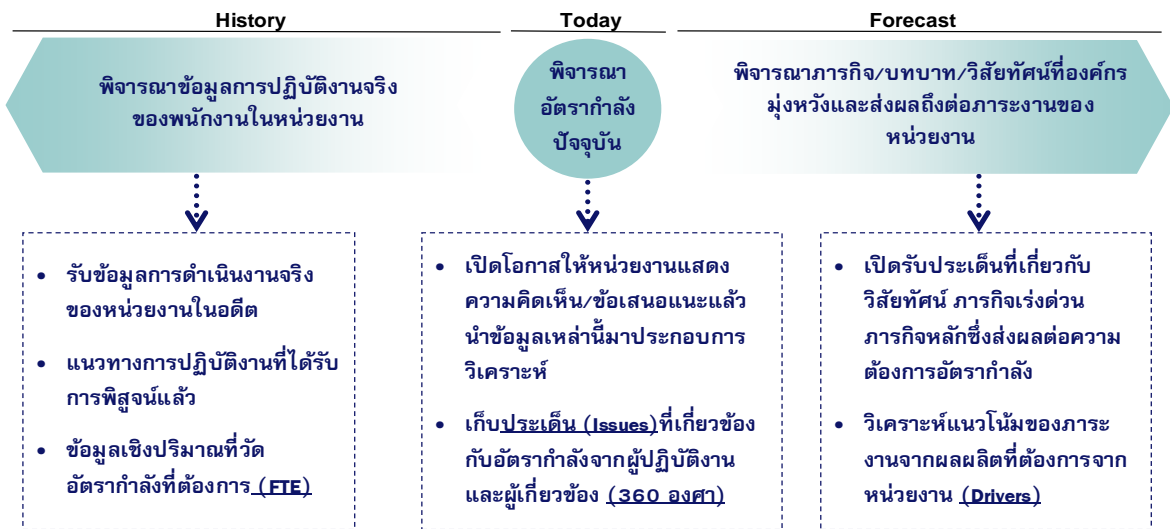 History
Today
Forecast
พิจารณาข้อมูลการปฏิบัติงานจริง
ของพนักงานในหน่วยงาน
พิจารณา
อัตรากำลัง
ปัจจุบัน
พิจารณาภารกิจ/บทบาท/วิสัยทัศน์ที่องค์กร
มุ่งหวังและส่งผลถึงต่อภาระงานของ
หน่วยงาน
• รับข้อมูลการดำเนินงานจริง
ของหน่วยงานในอดีต
• แนวทางการปฏิบัติงานที่ได้รับ
การพิสูจน์แล้ว
• ข้อมูลเชิงปริมาณที่วัด
อัตรากำลังที่ต้องการ (FTE)
• เปิดโอกาสให้หน่วยงานแสดง
ความคิดเห็น/ข้อเสนอแนะแล้ว
นำข้อมูลเหล่านี้มาประกอบการ
วิเคราะห์
• เก็บประเด็น (Issues)ที่เกี่ยวข้อง
กับอัตรากำลังจากผู้ปฏิบัติงาน
และผู้เกี่ยวข้อง (360 องศา)
• เปิดรับประเด็นที่เกี่ยวกับ
วิสัยทัศน์ ภารกิจเร่งด่วน
ภารกิจหลักซึ่งส่งผลต่อความ
ต้องการอัตรากำลัง
• วิเคราะห์แนวโน้มของภาระ
งานจากผลผลิตที่ต้องการจาก
หน่วยงาน (Drivers)